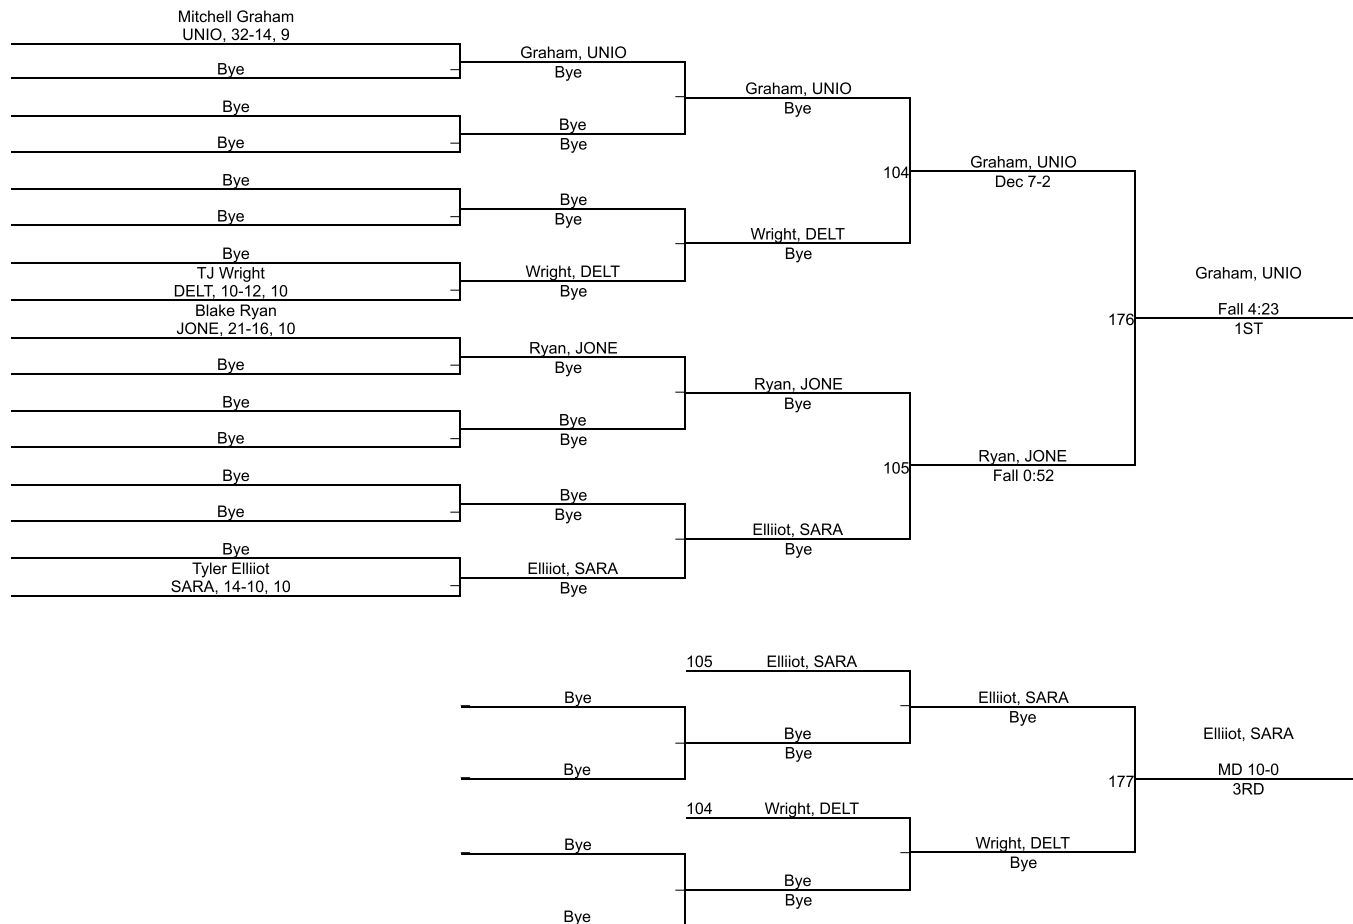 Mitchell Graham
UNIO, 32-14, 9
Bye
Bye
Bye
Bye
Bye
Bye
TJ Wright
DELT, 10-12, 10
Blake Ryan
JONE, 21-16, 10
Bye
Bye
Bye
Bye
Bye
Bye
Tyler Elliiot
SARA, 14-10, 10
Graham, UNIO
Bye
Bye
Bye
Bye
Bye
Wright, DELT
Bye
Ryan, JONE
Bye
Bye
Bye
Bye
Bye
Elliiot, SARA
Bye
Graham, UNIO
Bye
Wright, DELT
Bye
Ryan, JONE
Bye
Elliiot, SARA
Bye
104
Graham, UNIO
Dec 7-2
105
Ryan, JONE
Fall 0:52
176
Graham, UNIO
Fall 4:23
1ST
Bye
Bye
Bye
Bye
105 Elliiot, SARA
Bye
Bye
104 Wright, DELT
Bye
Bye
Elliiot, SARA
Bye
Wright, DELT
Bye
177
Elliiot, SARA
MD 10-0
3RD